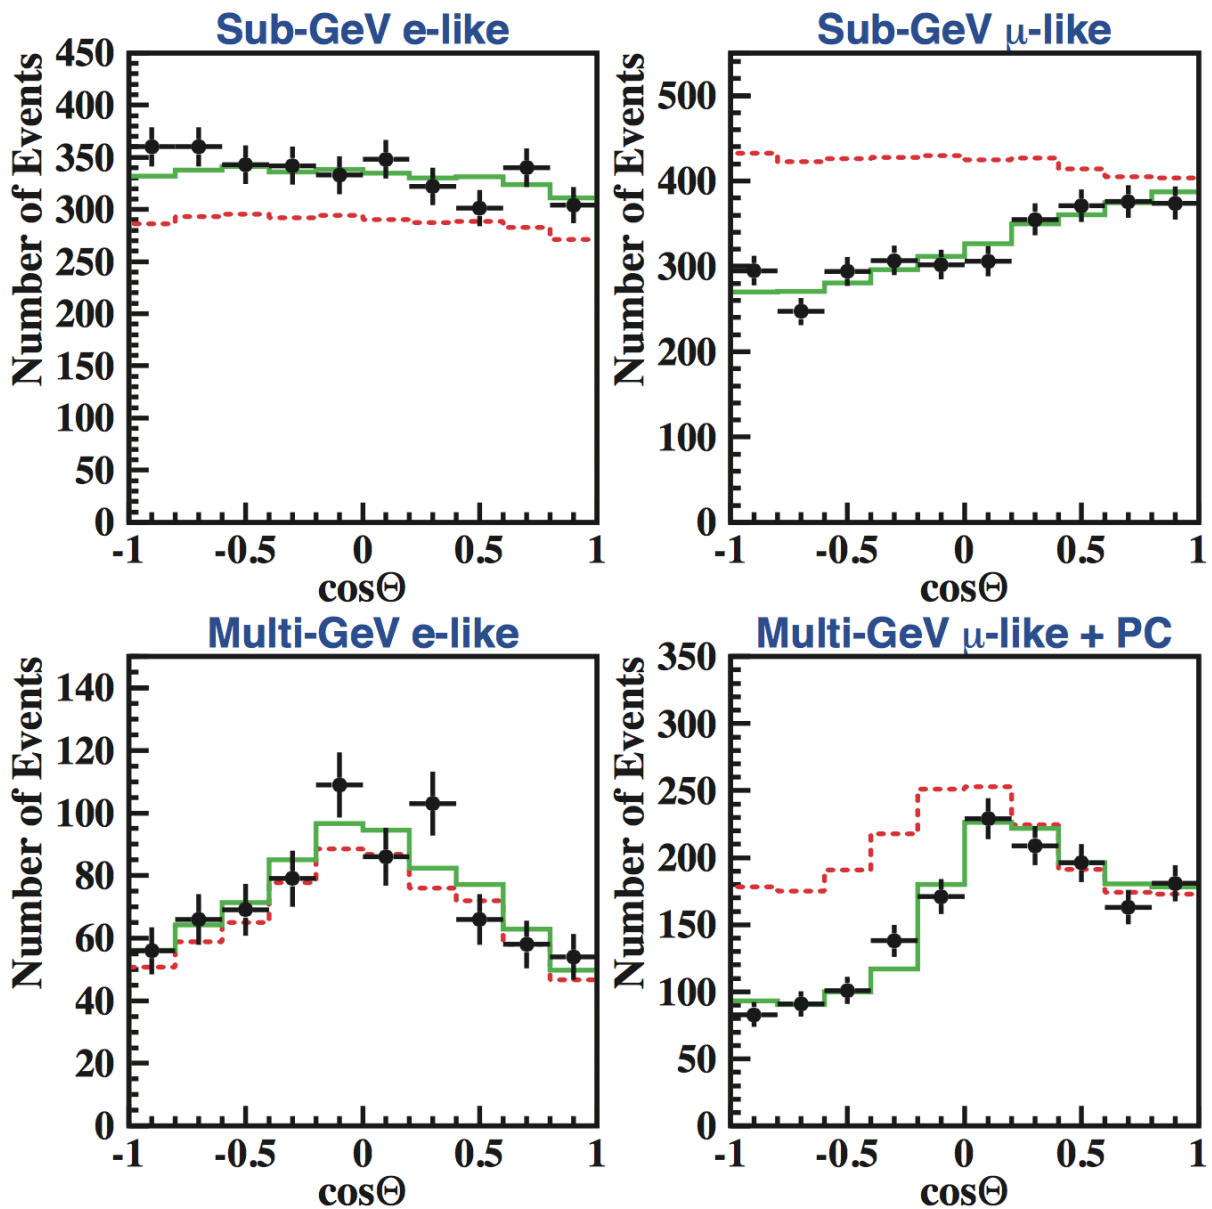 Sub-GeV e-like
Number of Events
450
400
350
300
250
200
150
100
50
0
-1 -0.5 0 0.5 1
cosΘ
Sub-GeV μ-like
Number of Events
500
400
300
200
100
0
-1 -0.5 0 0.5 1
cosΘ
Multi-GeV e-like
Number of Events
140
120
100
80
60
40
20
0
-1 -0.5 0 0.5 1
cosΘ
Multi-GeV μ-like + PC
Number of Events
350
300
250
200
150
100
50
0
-1 -0.5 0 0.5 1
cosΘ